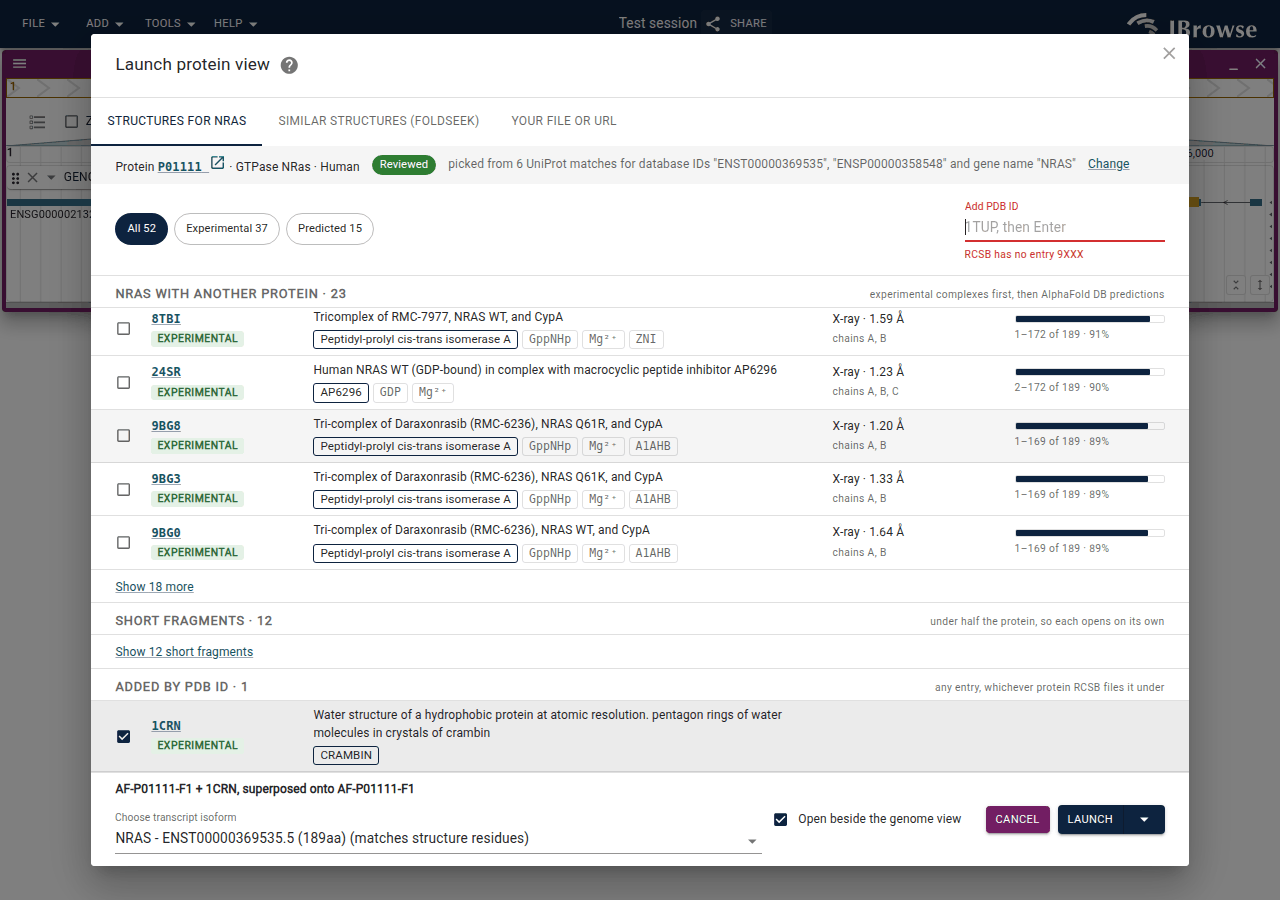 FILE ADD TOOLS HELP Test session SHARE JBrowse
Launch protein view ?
STRUCTURES FOR NRAS SIMILAR STRUCTURES (FOLDSEEK) YOUR FILE OR URL
Protein P01111 · GTPase NRas · Human Reviewed picked from 6 UniProt matches for database IDs "ENST00000369535", "ENSP00000358548" and gene name "NRAS" Change
All 52 Experimental 37 Predicted 15
Add PDB ID
1TUP, then Enter
RCSB has no entry 9XXX
NRAS WITH ANOTHER PROTEIN · 23 experimental complexes first, then AlphaFold DB predictions
8TBI Tricomplex of RMC-7977, NRAS WT, and CypA X-ray · 1.59 Å
EXPERIMENTAL Peptidyl-prolyl cis-trans isomerase A GppNHp Mg²⁺ ZNI chains A, B 1–172 of 189 · 91%
24SR Human NRAS WT (GDP-bound) in complex with macrocyclic peptide inhibitor AP6296 X-ray · 1.23 Å
EXPERIMENTAL AP6296 GDP Mg²⁺ chains A, B, C 2–172 of 189 · 90%
9BG8 Tri-complex of Daraxonrasib (RMC-6236), NRAS Q61R, and CypA X-ray · 1.20 Å
EXPERIMENTAL Peptidyl-prolyl cis-trans isomerase A GppNHp Mg²⁺ A1AHB chains A, B 1–169 of 189 · 89%
9BG3 Tri-complex of Daraxonrasib (RMC-6236), NRAS Q61K, and CypA X-ray · 1.33 Å
EXPERIMENTAL Peptidyl-prolyl cis-trans isomerase A GppNHp Mg²⁺ A1AHB chains A, B 1–169 of 189 · 89%
9BG0 Tri-complex of Daraxonrasib (RMC-6236), NRAS WT, and CypA X-ray · 1.64 Å
EXPERIMENTAL Peptidyl-prolyl cis-trans isomerase A GppNHp Mg²⁺ A1AHB chains A, B 1–169 of 189 · 89%
Show 18 more
SHORT FRAGMENTS · 12 under half the protein, so each opens on its own
Show 12 short fragments
ADDED BY PDB ID · 1 any entry, whichever protein RCSB files it under
1CRN Water structure of a hydrophobic protein at atomic resolution. pentagon rings of water
molecules in crystals of crambin
EXPERIMENTAL CRAMBIN
AF-P01111-F1 + 1CRN, superposed onto AF-P01111-F1
Choose transcript isoform
NRAS - ENST00000369535.5 (189aa) (matches structure residues)
Open beside the genome view CANCEL LAUNCH
1
1
GENO
ENSG00000213
6,000